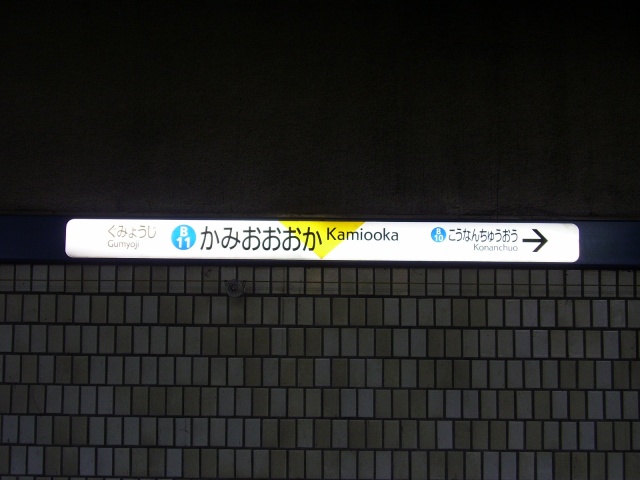 ぐみょうじ
Gumyoji
B
11
かみおおおか
Kamiooka
B
10
こうなんちゅうおう
Konanchuo